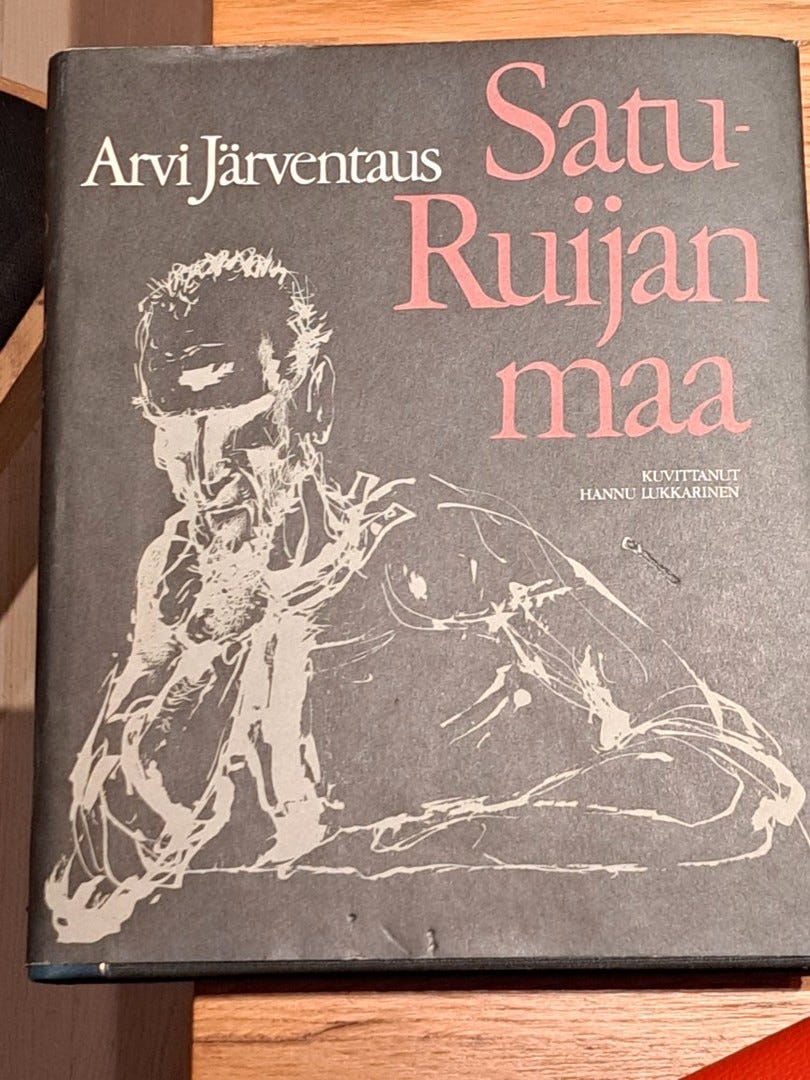 Arvi Järventaus
Satu-
Ruijan
maa
KUVITTANUT
HANNU LUKKARINEN